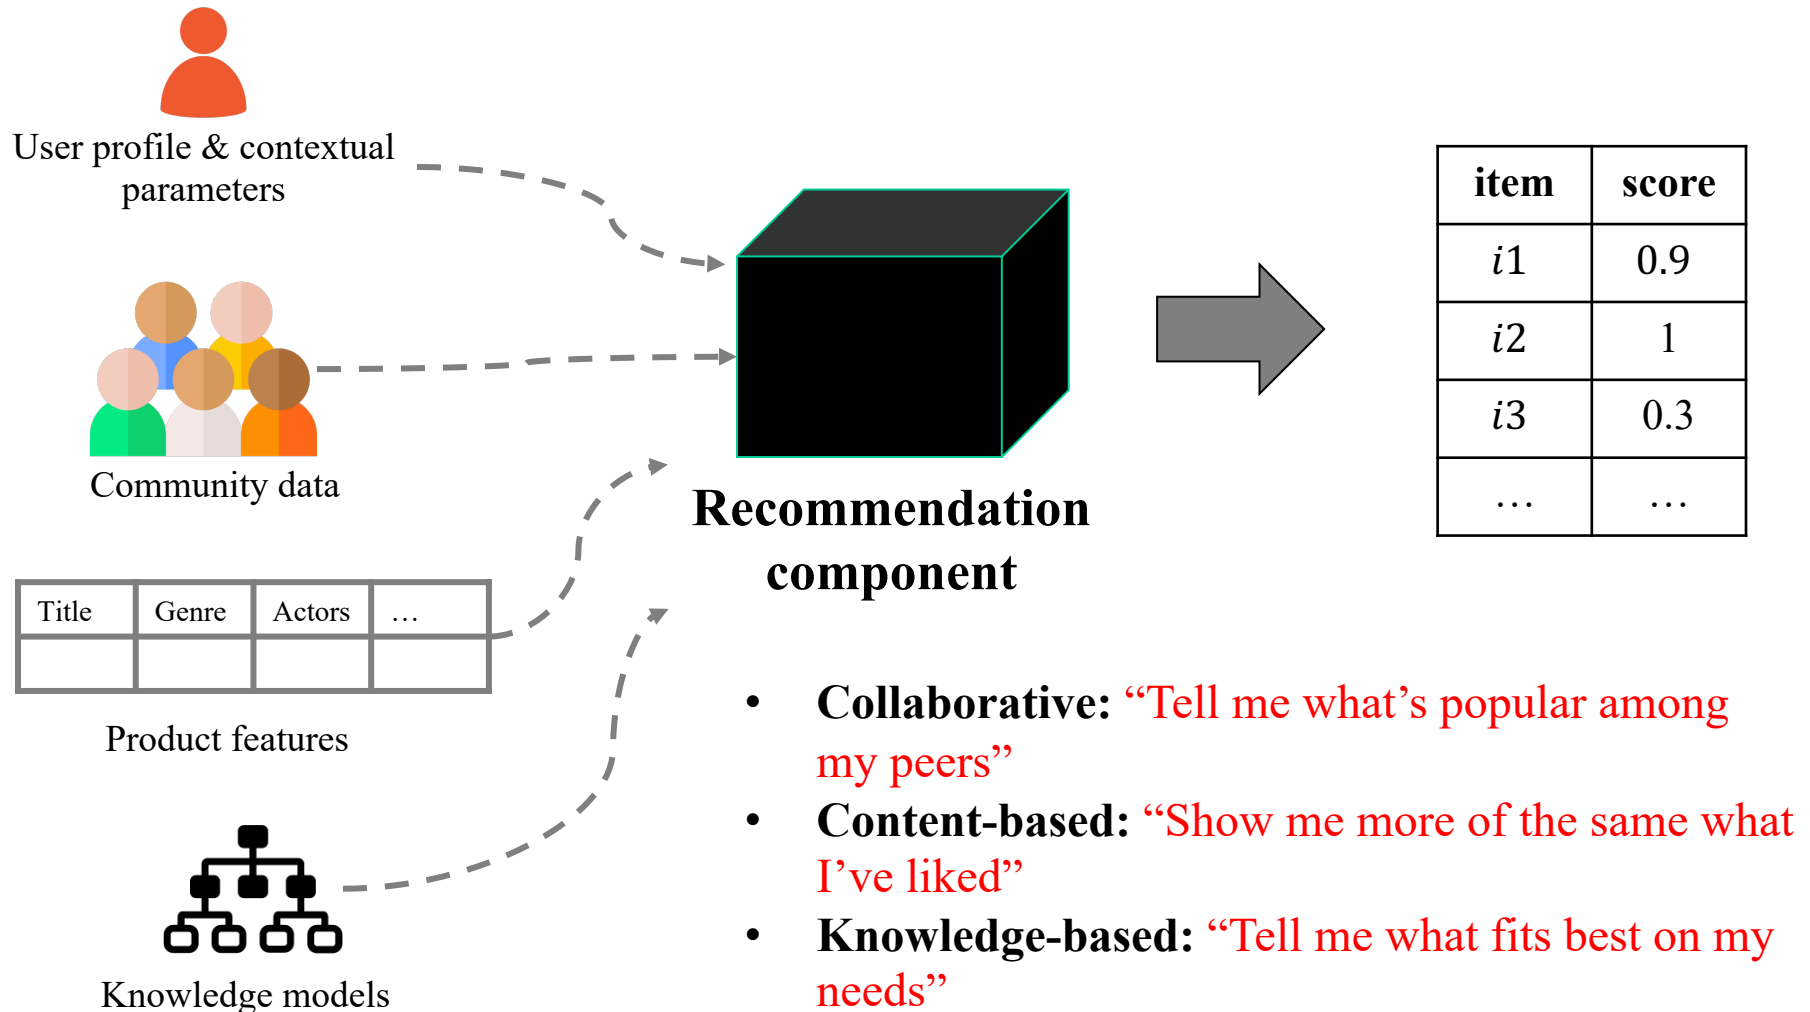 User profile & contextual
parameters
Community data
Title Genre Actors …
Product features
Knowledge models
Recommendation
component
item score
i1 0.9
i2 1
i3 0.3
… …
• Collaborative: “Tell me what’s popular among
my peers”
• Content-based: “Show me more of the same what
I’ve liked”
• Knowledge-based: “Tell me what fits best on my
needs”